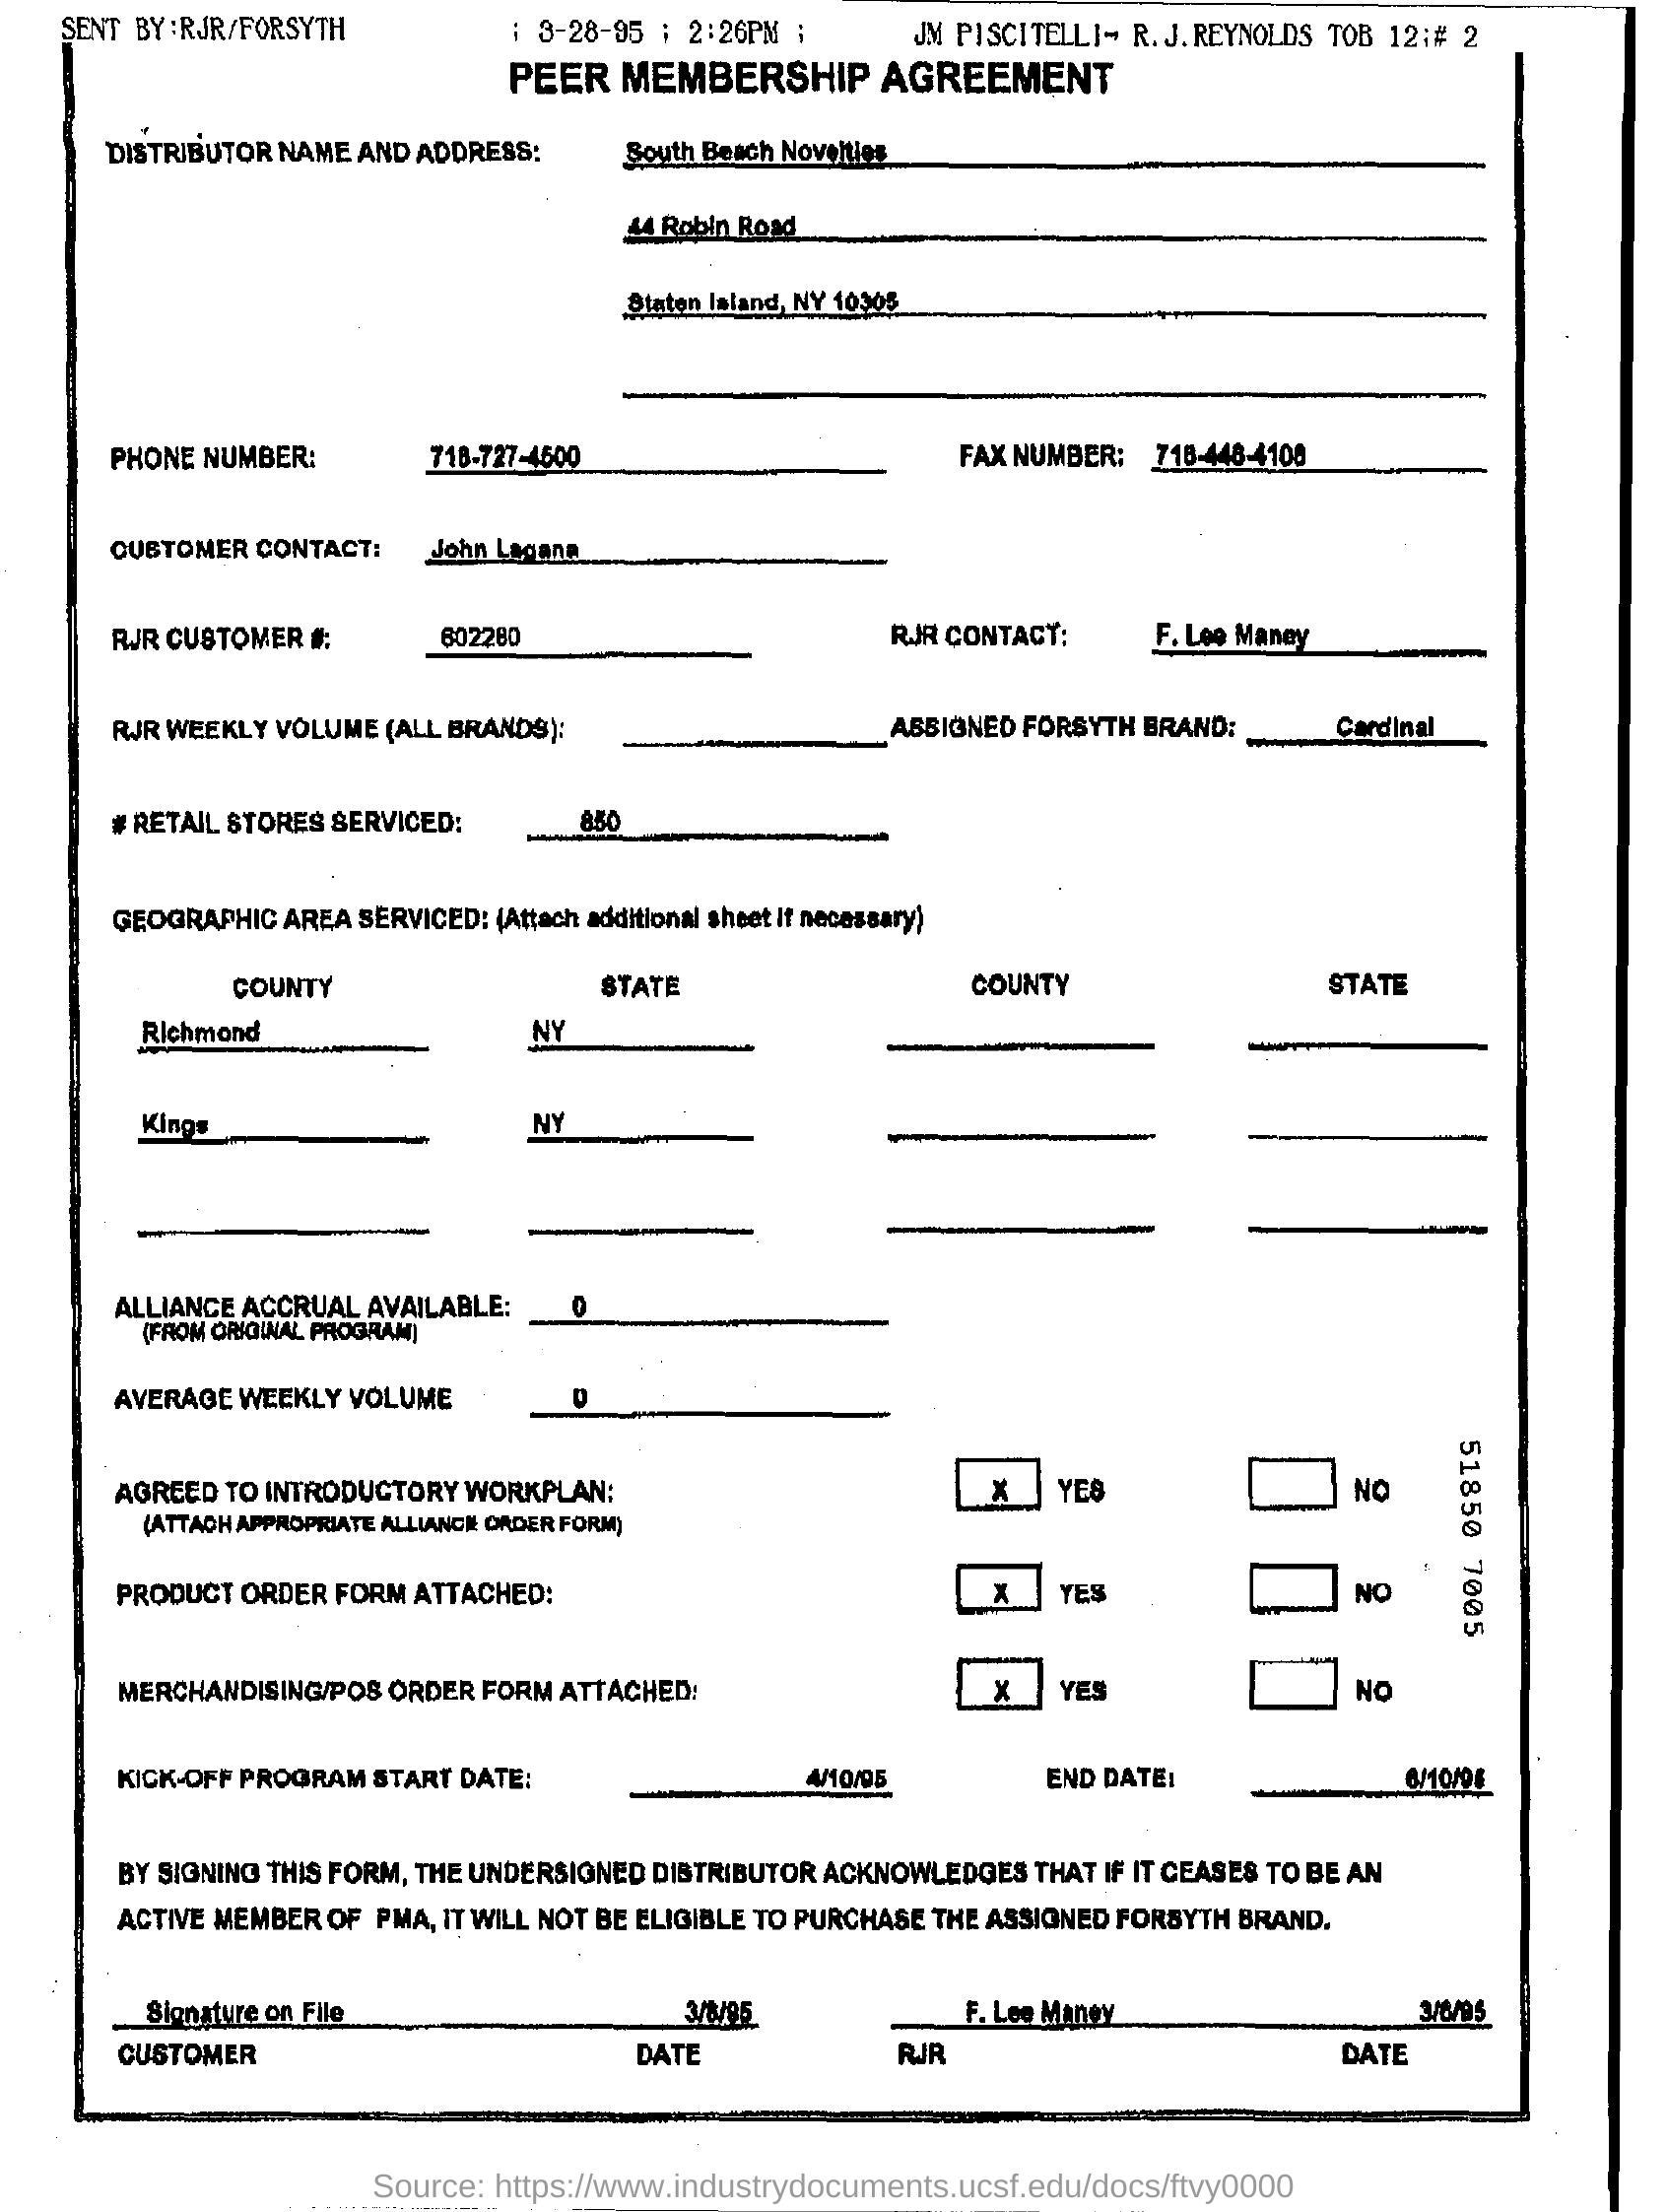 SENT BY:RJR/FORSYTH ; 3-28-95 ; 2:26PM ; JM PISCITELLI→ R.J.REYNOLDS TOB 12;# 2
PEER MEMBERSHIP AGREEMENT
DISTRIBUTOR NAME AND ADDRESS: South Beach Novelties
44 Robin Road
Staten Island, NY 10305
PHONE NUMBER: 718-727-4500 FAX NUMBER: 718-448-4108
CUSTOMER CONTACT: John Lagana
RJR CUSTOMER #: 602280 RJR CONTACT: F. Lee Maney
RJR WEEKLY VOLUME (ALL BRANDS): ASSIGNED FORSYTH BRAND: Cardinal
# RETAIL STORES SERVICED: 850
GEOGRAPHIC AREA SERVICED: (Attach additional sheet if necessary)
COUNTY STATE COUNTY STATE
Richmond NY
Kings NY
ALLIANCE ACCRUAL AVAILABLE: 0
(FROM ORIGINAL PROGRAM)
AVERAGE WEEKLY VOLUME 0
AGREED TO INTRODUCTORY WORKPLAN: X YES NO
(ATTACH APPROPRIATE ALLIANCE ORDER FORM)
PRODUCT ORDER FORM ATTACHED: X YES NO
MERCHANDISING/POS ORDER FORM ATTACHED: X YES NO
51850 7005
KICK-OFF PROGRAM START DATE: 4/10/95 END DATE: 6/10/95
BY SIGNING THIS FORM, THE UNDERSIGNED DISTRIBUTOR ACKNOWLEDGES THAT IF IT CEASES TO BE AN
ACTIVE MEMBER OF PMA, IT WILL NOT BE ELIGIBLE TO PURCHASE THE ASSIGNED FORSYTH BRAND.
Signature on File 3/6/95 F. Lee Maney 3/6/95
CUSTOMER DATE RJR DATE
Source: https://www.industrydocuments.ucsf.edu/docs/ftvy0000